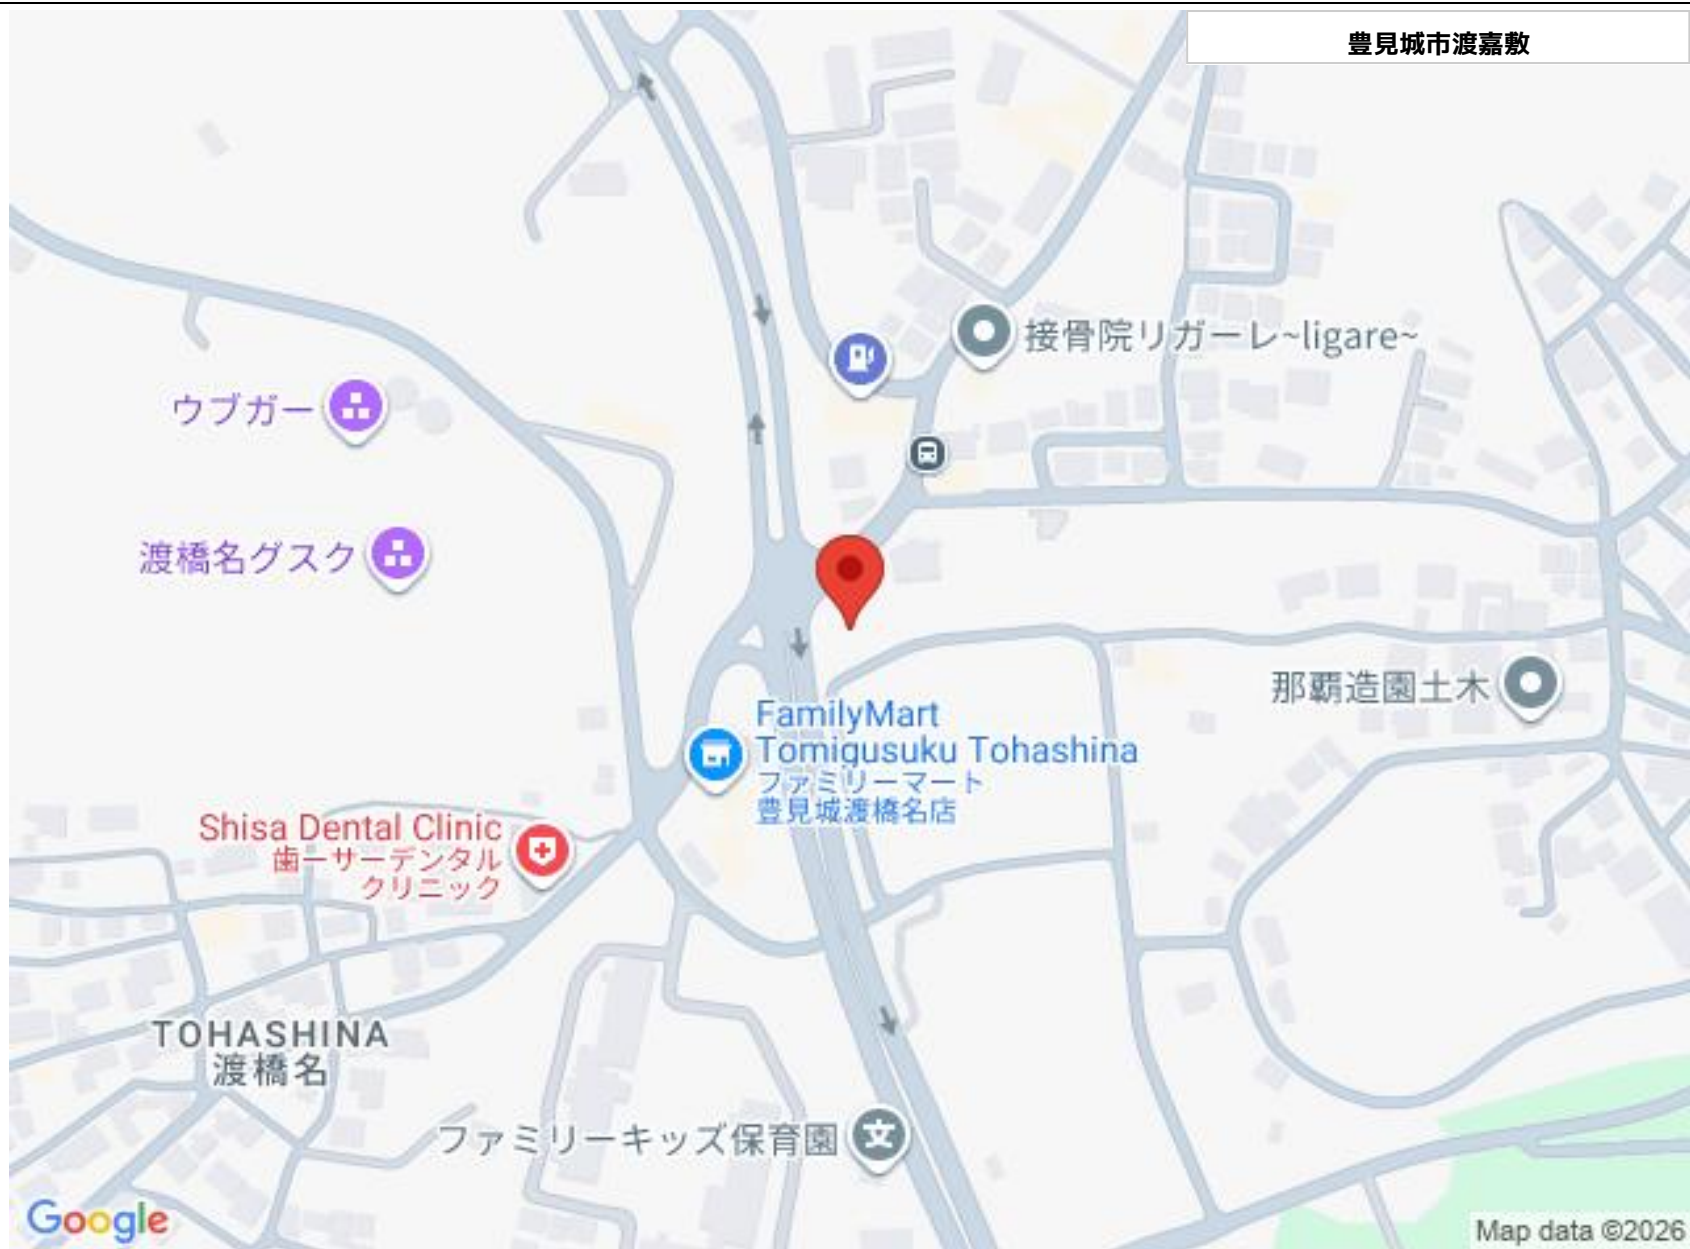 豊見城市渡嘉敷
接骨院リガーレ~ligare~
ウブガー
渡橋名グスク
那覇造園土木
FamilyMart
Tomigusuku Tohashina
ファミリーマート
豊見城渡橋名店
Shisa Dental Clinic
歯ーサーデンタル
クリニック
TOHASHINA
渡橋名
ファミリーキッズ保育園
文
Google
Map data ©2026